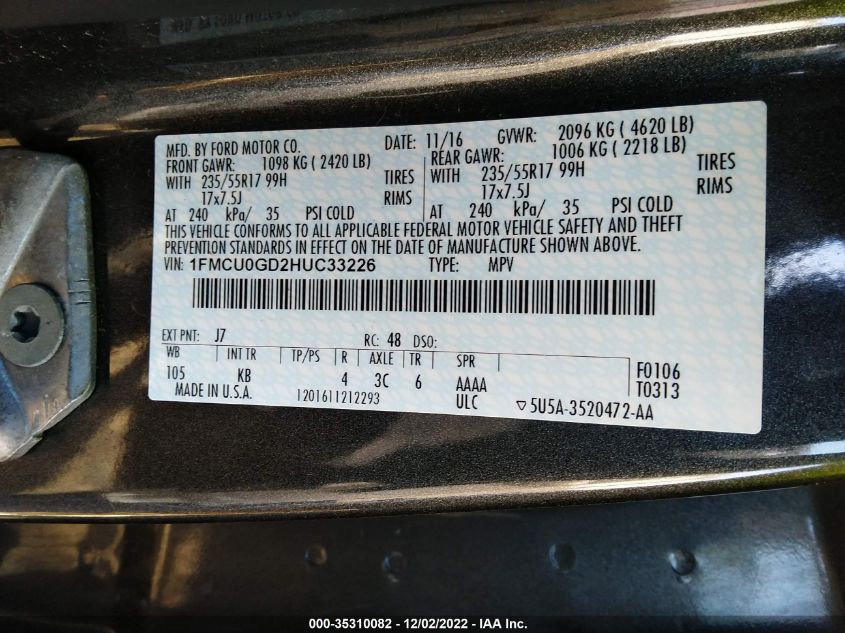 MFD. BY FORD MOTOR CO. DATE: 11/16 GVWR: 2096 KG ( 4620 LB)
FRONT GAWR: 1098 KG ( 2420 LB) REAR GAWR: 1006 KG ( 2218 LB)
WITH 235/55R17 99H TIRES WITH 235/55R17 99H TIRES
17x7.5J RIMS 17x7.5J RIMS
AT 240 kPa/ 35 PSI COLD AT 240 kPa/ 35 PSI COLD
THIS VEHICLE CONFORMS TO ALL APPLICABLE FEDERAL MOTOR VEHICLE SAFETY AND THEFT
PREVENTION STANDARDS IN EFFECT ON THE DATE OF MANUFACTURE SHOWN ABOVE.
VIN: 1FMCU0GD2HUC33226 TYPE: MPV
EXT PNT: J7 RC: 48 DSO:
WB INT TR TP/PS R AXLE TR SPR F0106
105 KB 4 3C 6 AAAA T0313
MADE IN U.S.A. 1201611212293 ULC ▽5U5A-3520472-AA
000-35310082 - 12/02/2022 - IAA Inc.